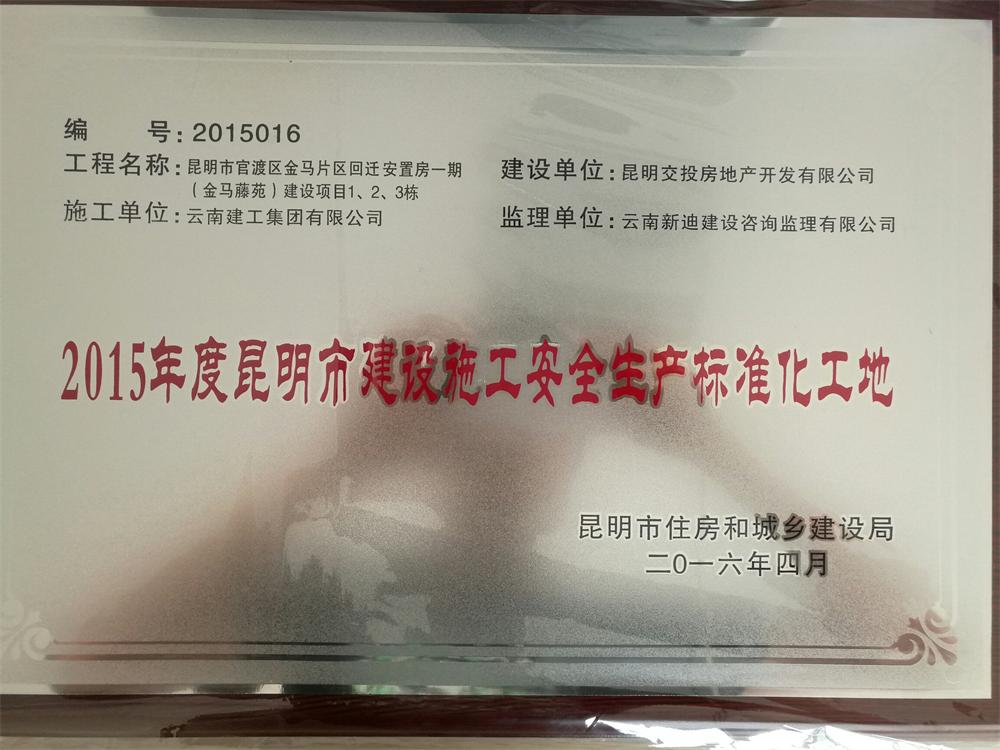 编 号：2015016
工程名称：昆明市官渡区金马片区回迁安置房一期
（金马藤苑）建设项目1、2、3栋
建设单位：昆明交投房地产开发有限公司
施工单位：云南建工集团有限公司
监理单位：云南新迪建设咨询监理有限公司
2015年度昆明市建设施工安全生产标准化工地
昆明市住房和城乡建设局
二0一六年四月